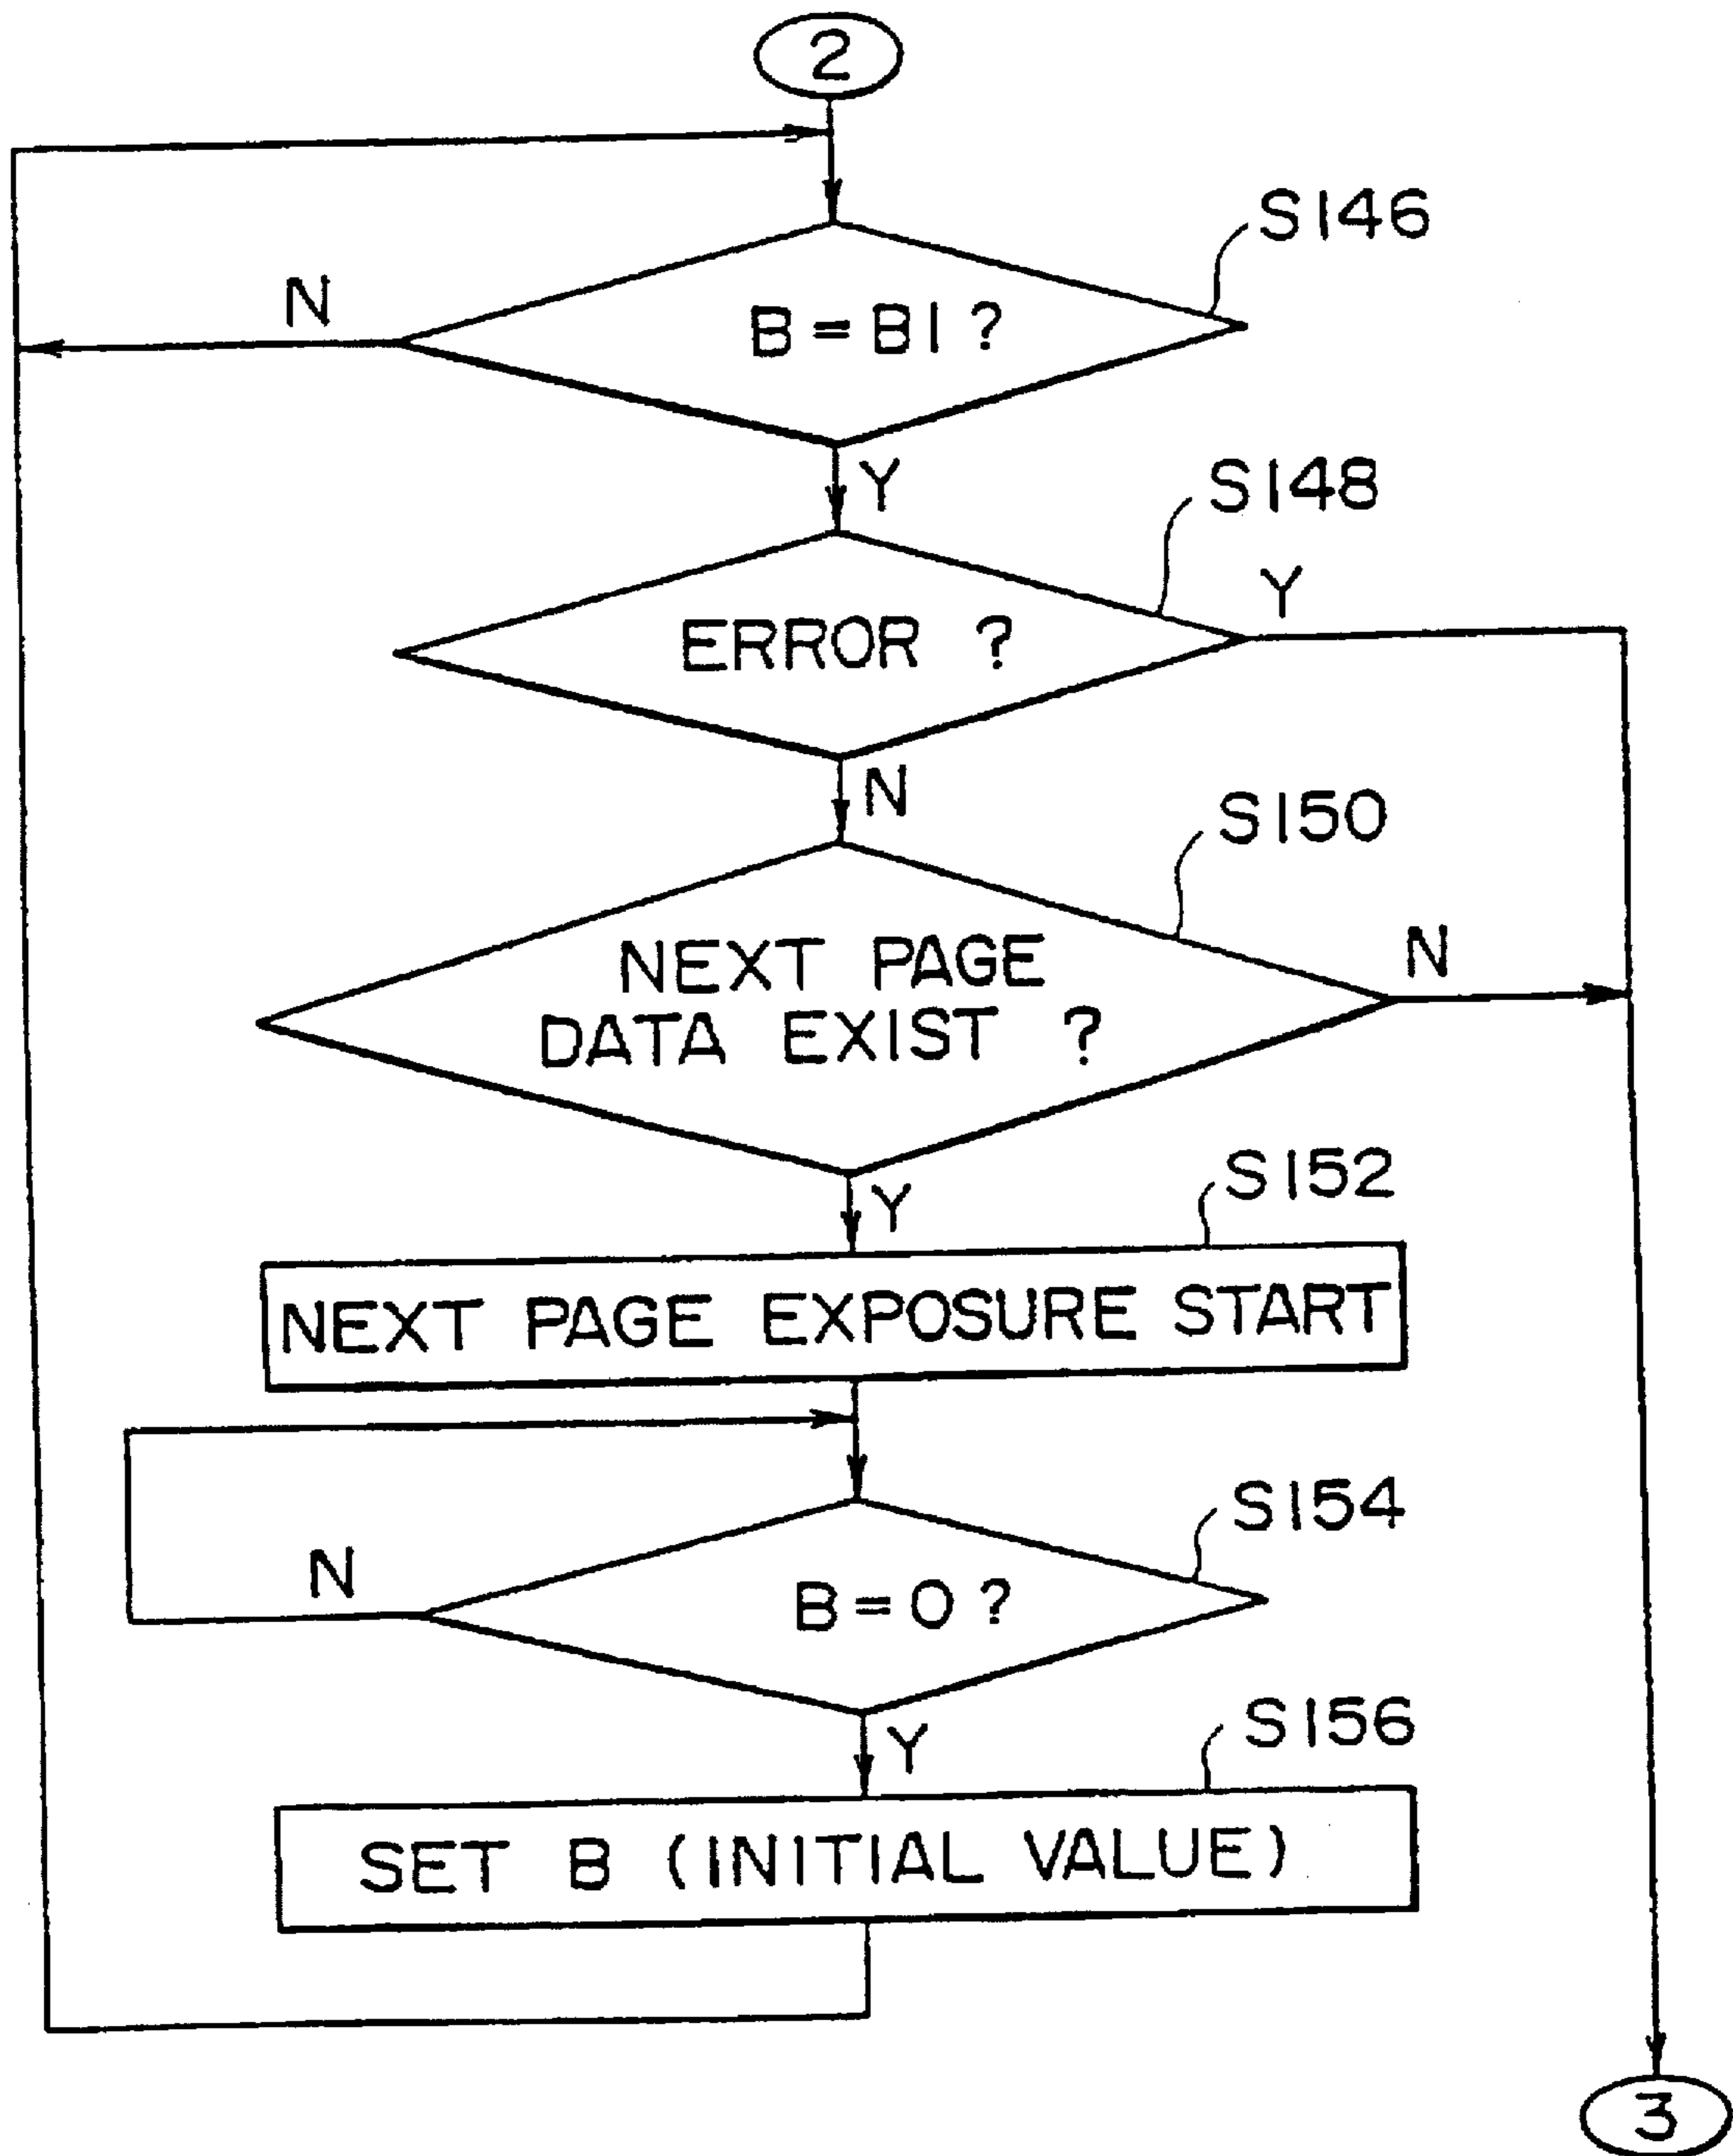 2
S146
N
B=B1?
Y
S148
Y
ERROR ?
N
S150
NEXT PAGE
N
DATA EXIST ?
S152
Y
NEXT PAGE EXPOSURE START
S154
N
B=0?
S156
Y
SET B (INITIAL VALUE)
3